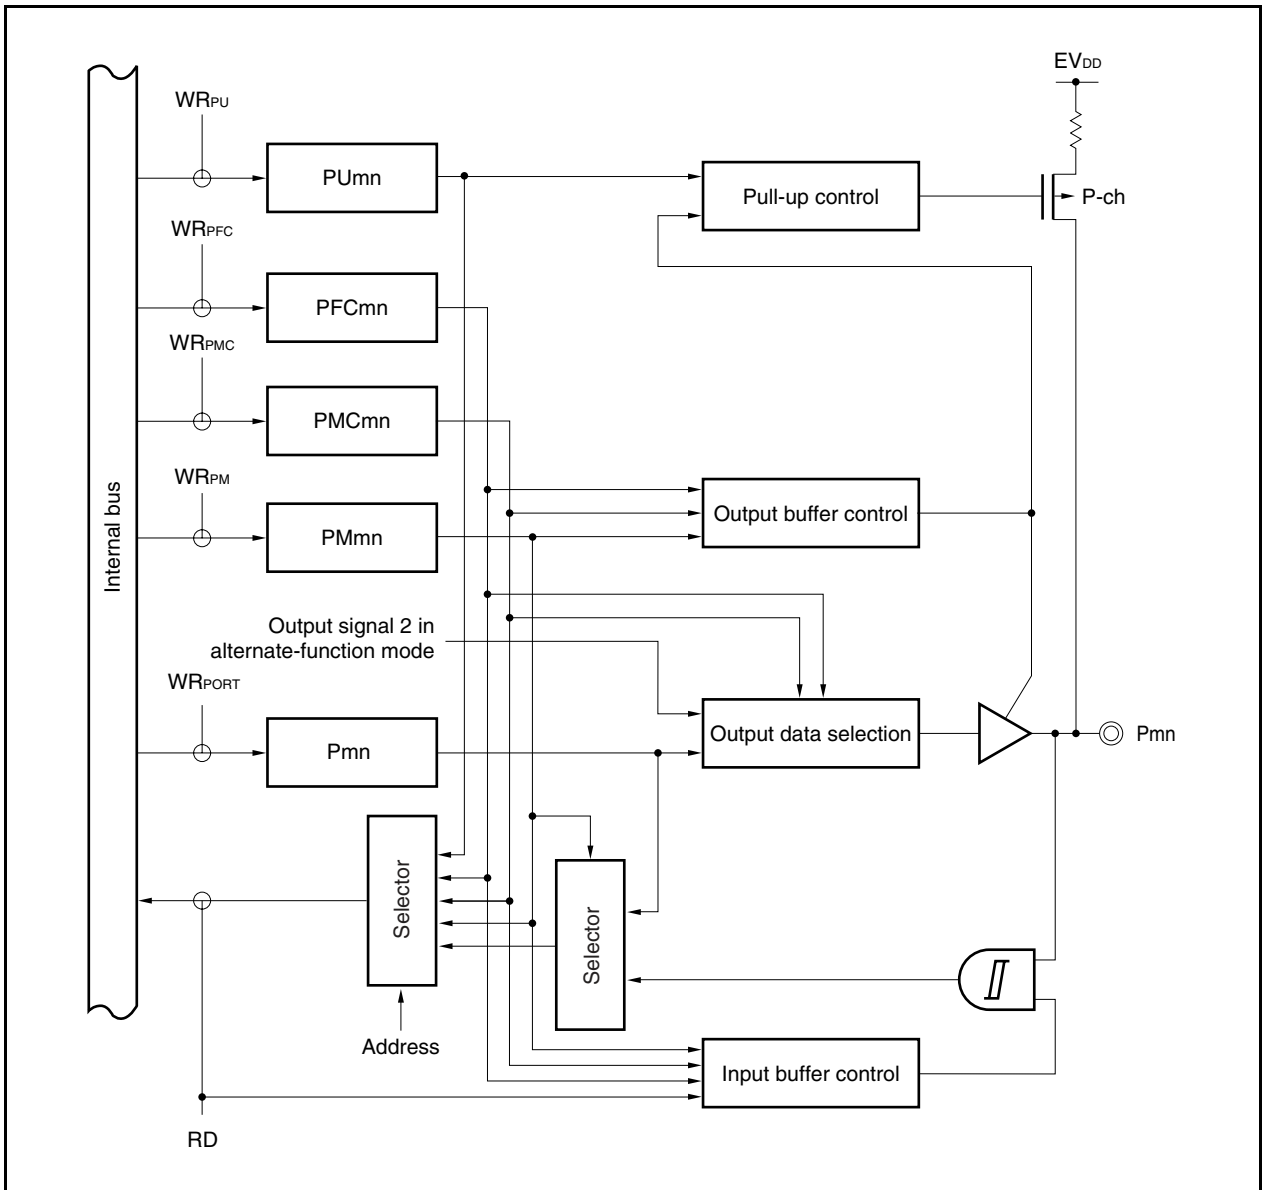 EVDD
WRPU
PUmn
Pull-up control
P-ch
WRPFC
PFCmn
WRPMC
PMCmn
WRPM
PMmn
Output buffer control
Internal bus
Output signal 2 in
alternate-function mode
WRPORT
Pmn
Output data selection
Pmn
Selector
Selector
Address
Input buffer control
RD